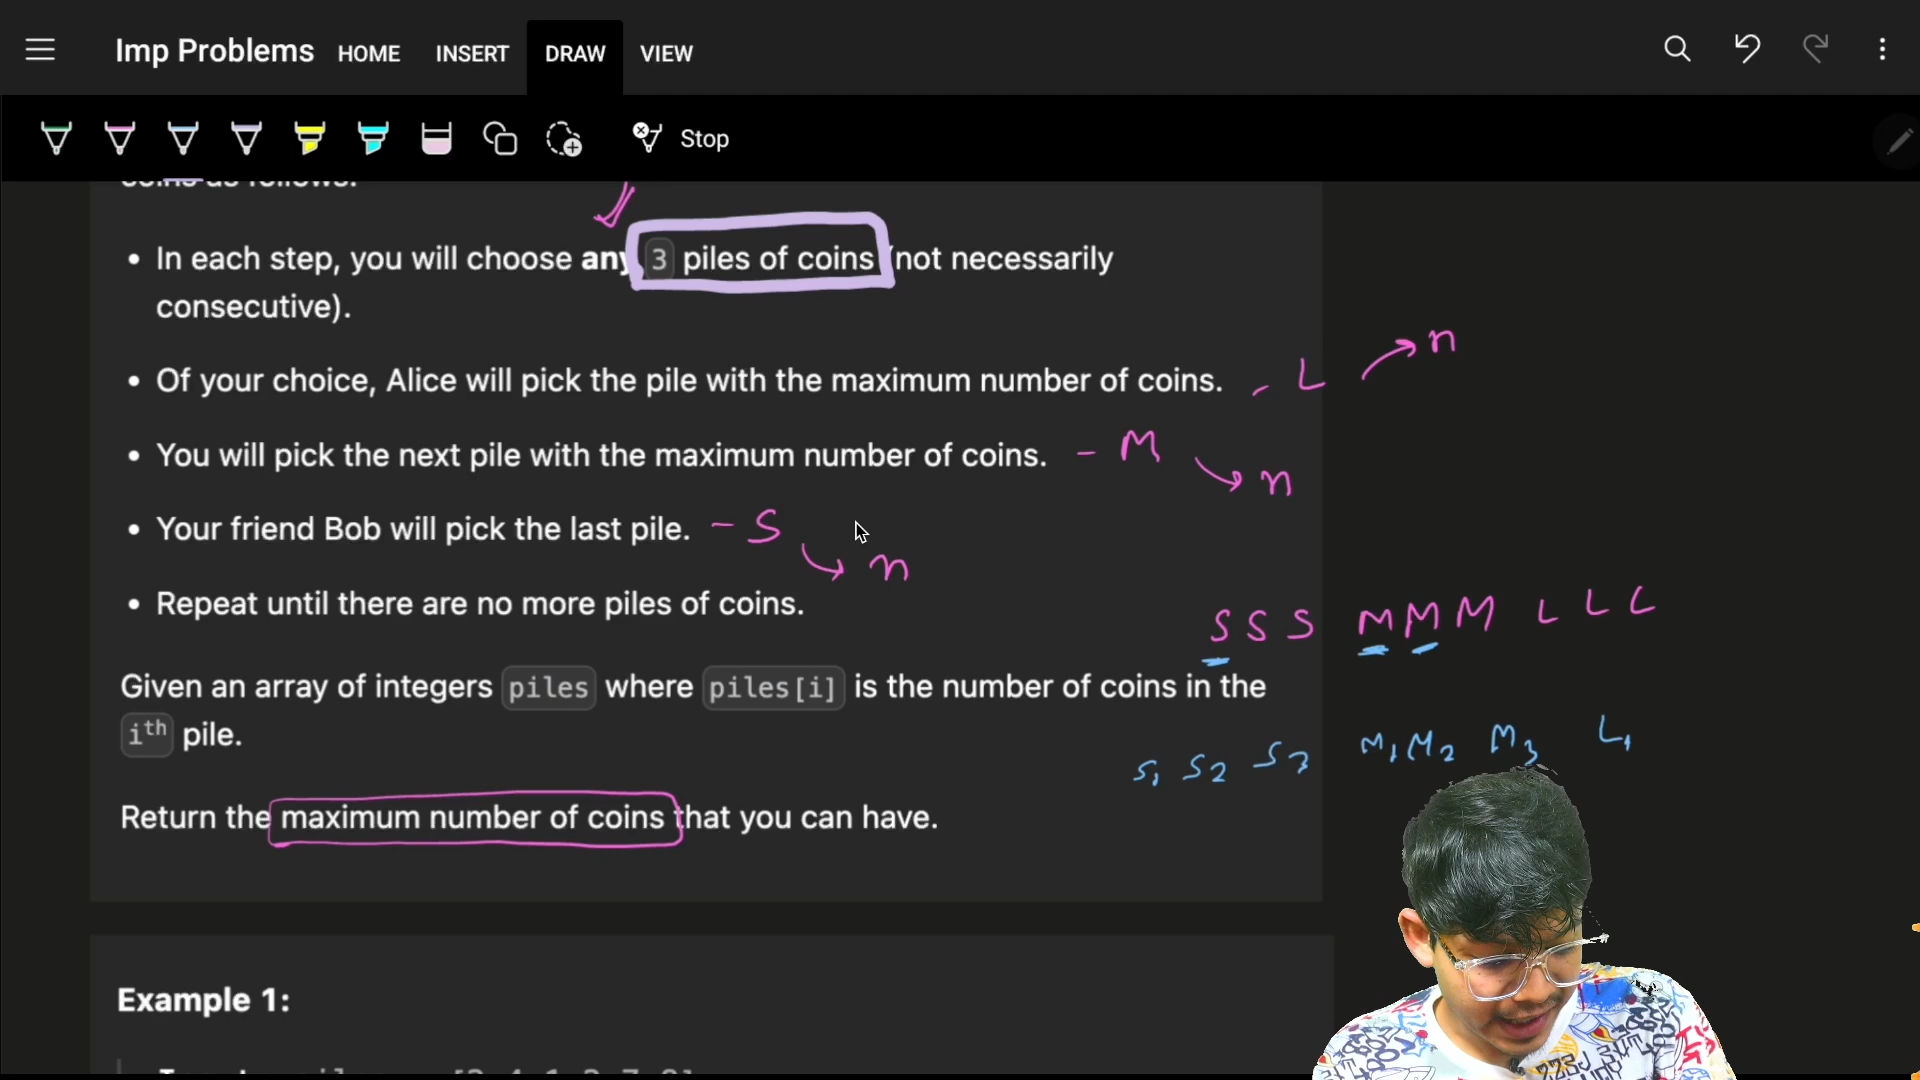 Imp Problems HOME INSERT DRAW VIEW
Stop
coins as follows:
• In each step, you will choose any 3 piles of coins (not necessarily
consecutive).
• Of your choice, Alice will pick the pile with the maximum number of coins. - L → n
• You will pick the next pile with the maximum number of coins. - M → n
• Your friend Bob will pick the last pile. - S → n
• Repeat until there are no more piles of coins.
S S S M M M L L L
Given an array of integers piles where piles[i] is the number of coins in the
ith pile.
S1 S2 S3 M1 M2 M3 L1
Return the maximum number of coins that you can have.
Example 1: